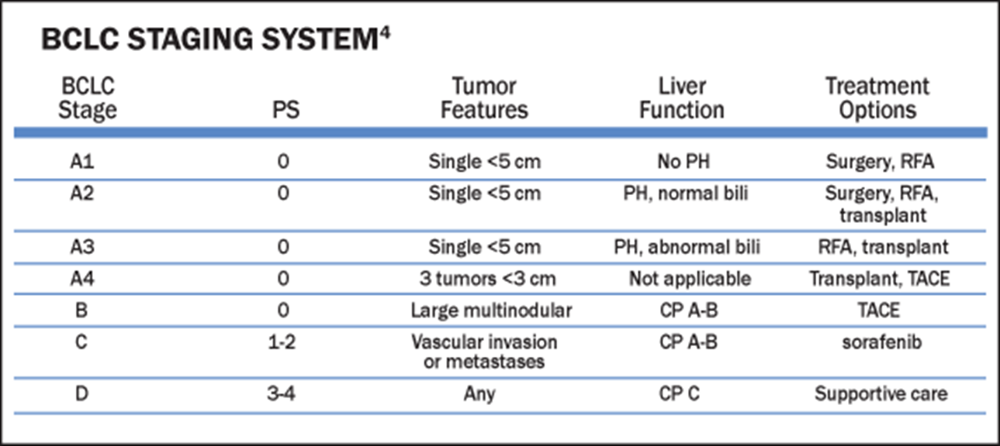 BCLC STAGING SYSTEM⁴
BCLC Stage PS Tumor Features Liver Function Treatment Options
A1 0 Single <5 cm No PH Surgery, RFA
A2 0 Single <5 cm PH, normal bili Surgery, RFA,
transplant
A3 0 Single <5 cm PH, abnormal bili RFA, transplant
A4 0 3 tumors <3 cm Not applicable Transplant, TACE
B 0 Large multinodular CP A-B TACE
C 1-2 Vascular invasion CP A-B sorafenib
or metastases
D 3-4 Any CP C Supportive care